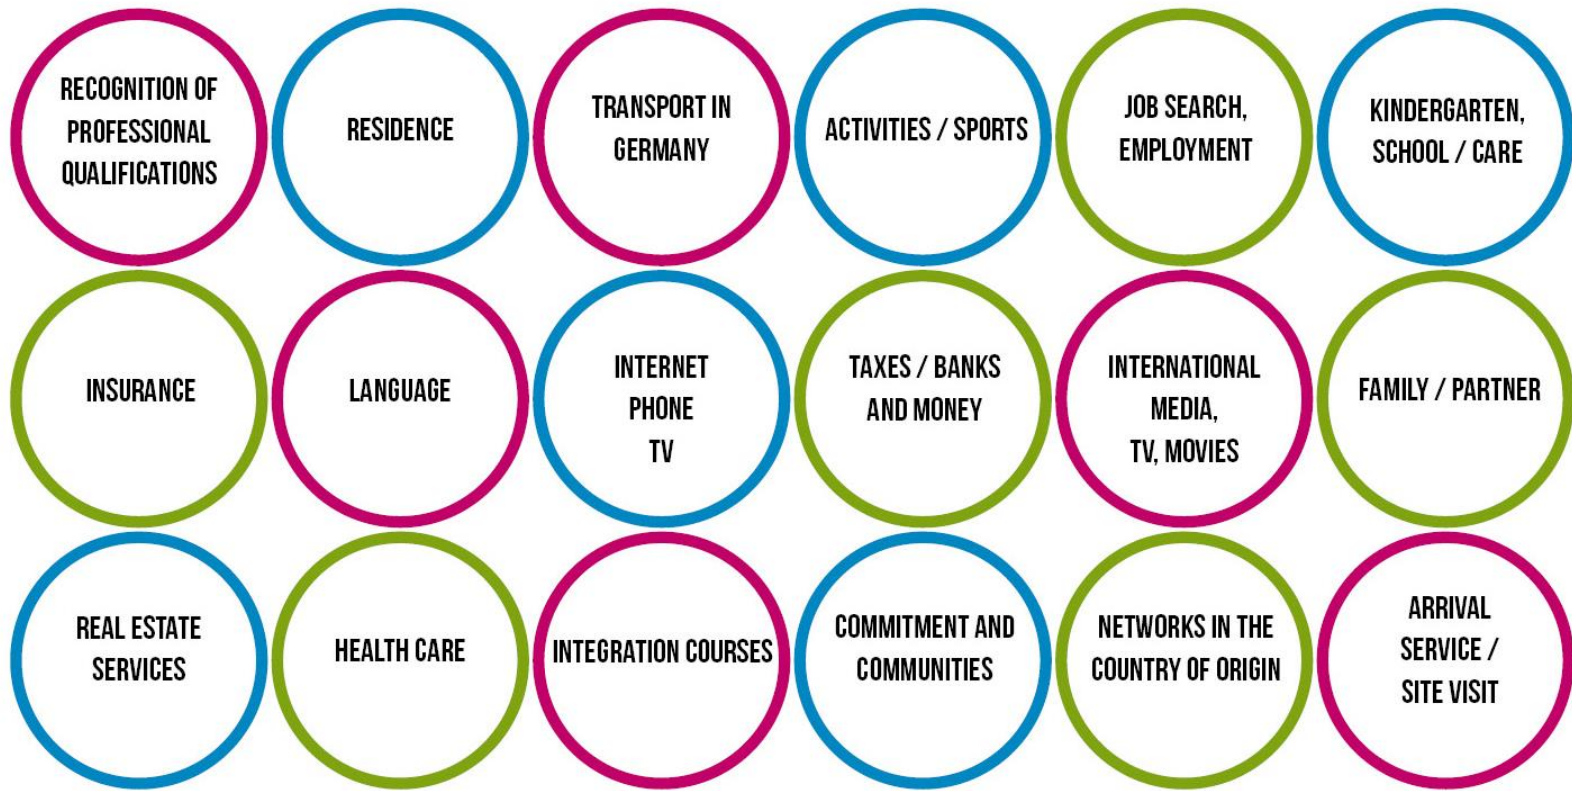 RECOGNITION OF
PROFESSIONAL
QUALIFICATIONS
RESIDENCE
TRANSPORT IN
GERMANY
ACTIVITIES / SPORTS
JOB SEARCH,
EMPLOYMENT
KINDERGARTEN,
SCHOOL / CARE
INSURANCE
LANGUAGE
INTERNET
PHONE
TV
TAXES / BANKS
AND MONEY
INTERNATIONAL
MEDIA,
TV, MOVIES
FAMILY / PARTNER
REAL ESTATE
SERVICES
HEALTH CARE
INTEGRATION COURSES
COMMITMENT AND
COMMUNITIES
NETWORKS IN THE
COUNTRY OF ORIGIN
ARRIVAL
SERVICE /
SITE VISIT